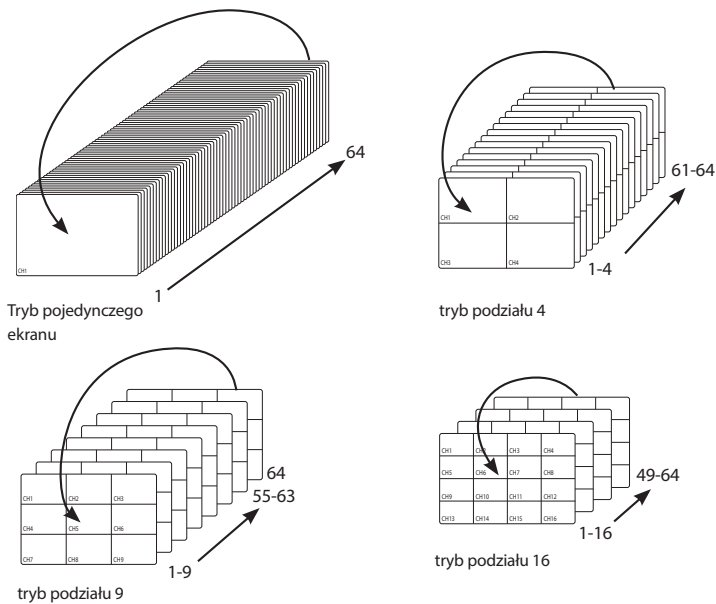 64
CH1
1
Tryb pojedynczego
ekranu
61-64
CH1 CH2
CH3 CH4
1-4
tryb podziału 4
64
55-63
CH1 CH2 CH3
CH4 CH5 CH6
CH7 CH8 CH9
1-9
tryb podziału 9
49-64
CH1 CH2 CH3 CH4
CH5 CH6 CH7 CH8
CH9 CH10 CH11 CH12
CH13 CH14 CH15 CH16
1-16
tryb podziału 16